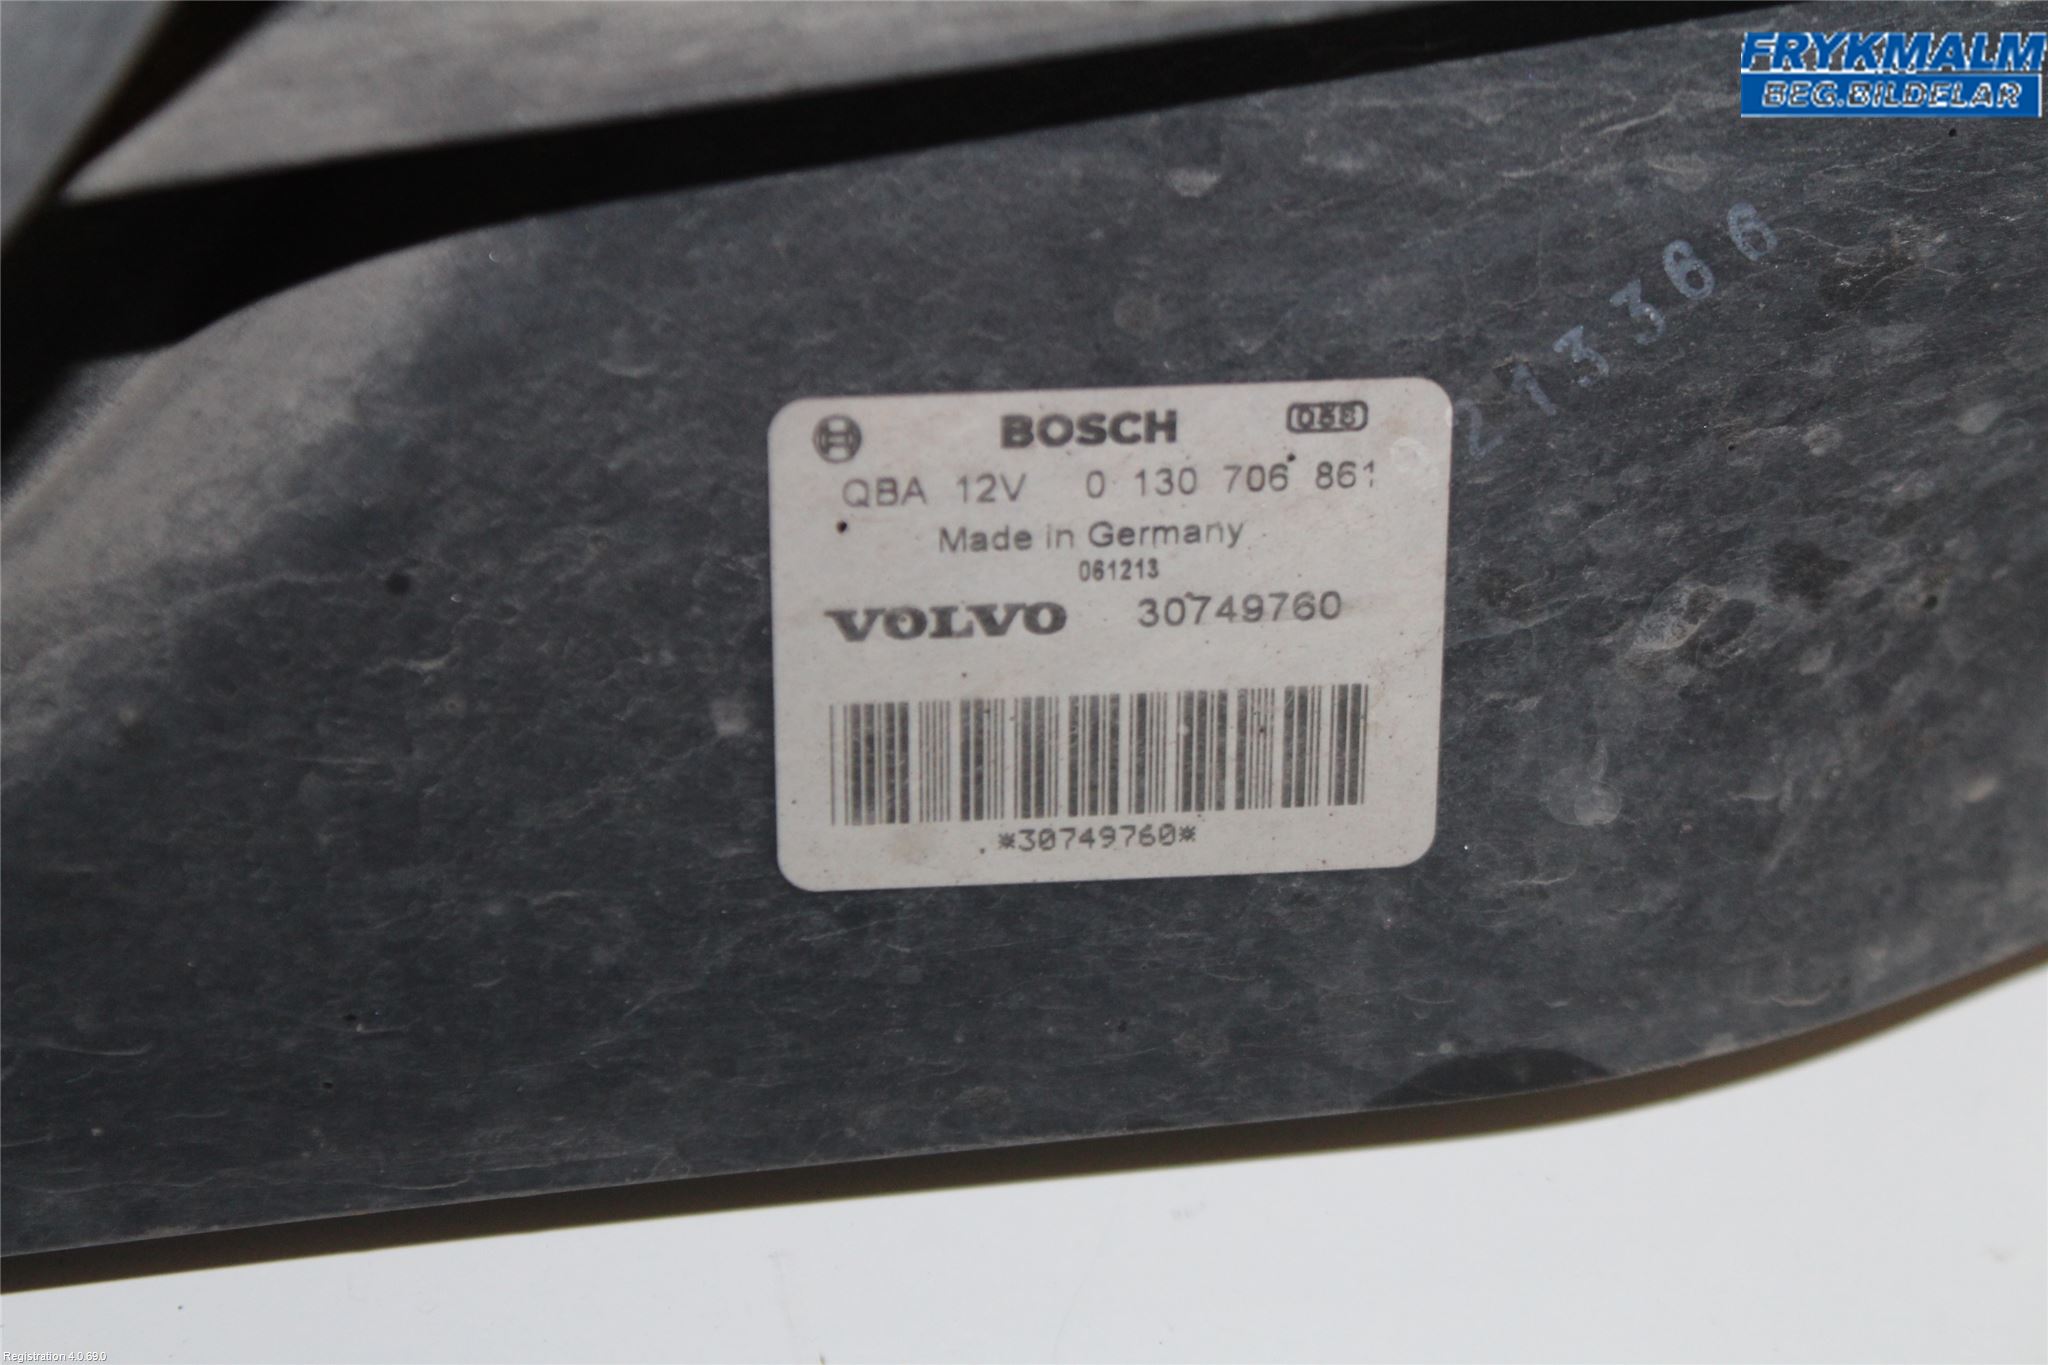 FRYKMALM
BEG.BILDELAR
213366
BOSCH
QBA 12V 0 130 706 861
Made in Germany
061213
VOLVO 30749760
*30749760*
Registration 4.0.69.0